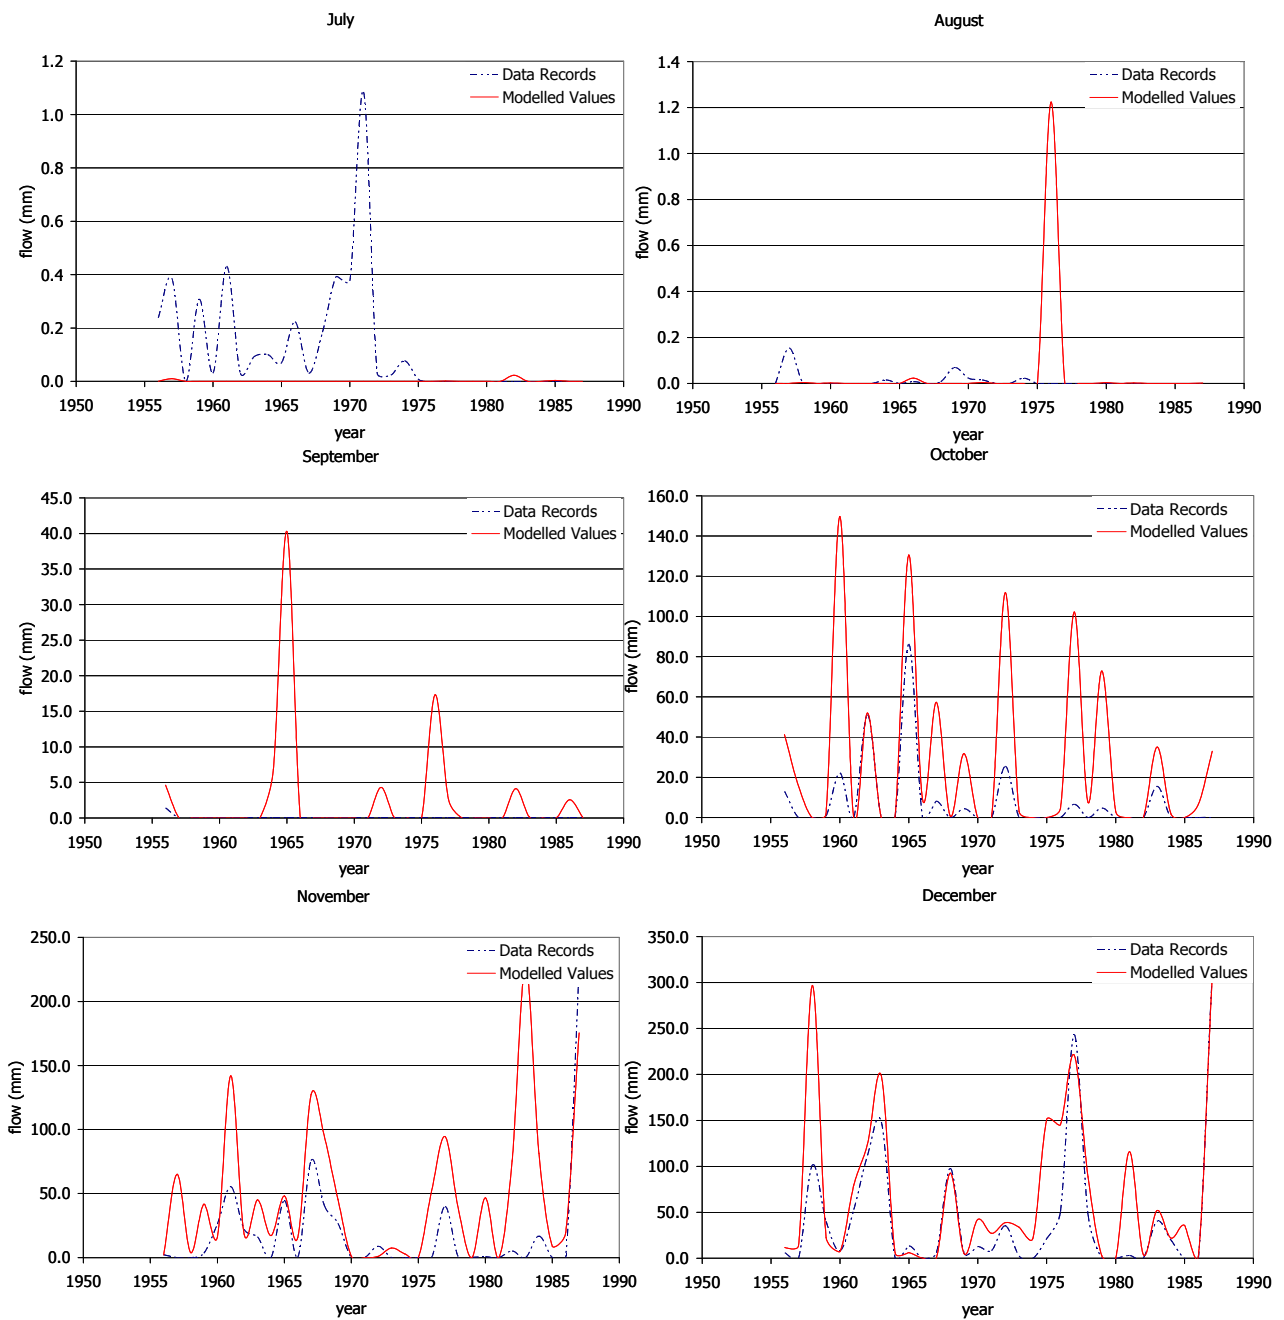 July
1.2
1.0
0.8
0.6
0.4
0.2
0.0
flow (mm)
Data Records
Modelled Values
1950 1955 1960 1965 1970 1975 1980 1985 1990
year
August
1.4
1.2
1.0
0.8
0.6
0.4
0.2
0.0
flow (mm)
Data Records
Modelled Values
1950 1955 1960 1965 1970 1975 1980 1985 1990
year
September
45.0
40.0
35.0
30.0
25.0
20.0
15.0
10.0
5.0
0.0
flow (mm)
Data Records
Modelled Values
1950 1955 1960 1965 1970 1975 1980 1985 1990
year
October
160.0
140.0
120.0
100.0
80.0
60.0
40.0
20.0
0.0
flow (mm)
Data Records
Modelled Values
1950 1955 1960 1965 1970 1975 1980 1985 1990
year
November
250.0
200.0
150.0
100.0
50.0
0.0
flow (mm)
Data Records
Modelled Values
1950 1955 1960 1965 1970 1975 1980 1985 1990
year
December
350.0
300.0
250.0
200.0
150.0
100.0
50.0
0.0
flow (mm)
Data Records
Modelled Values
1950 1955 1960 1965 1970 1975 1980 1985 1990
year